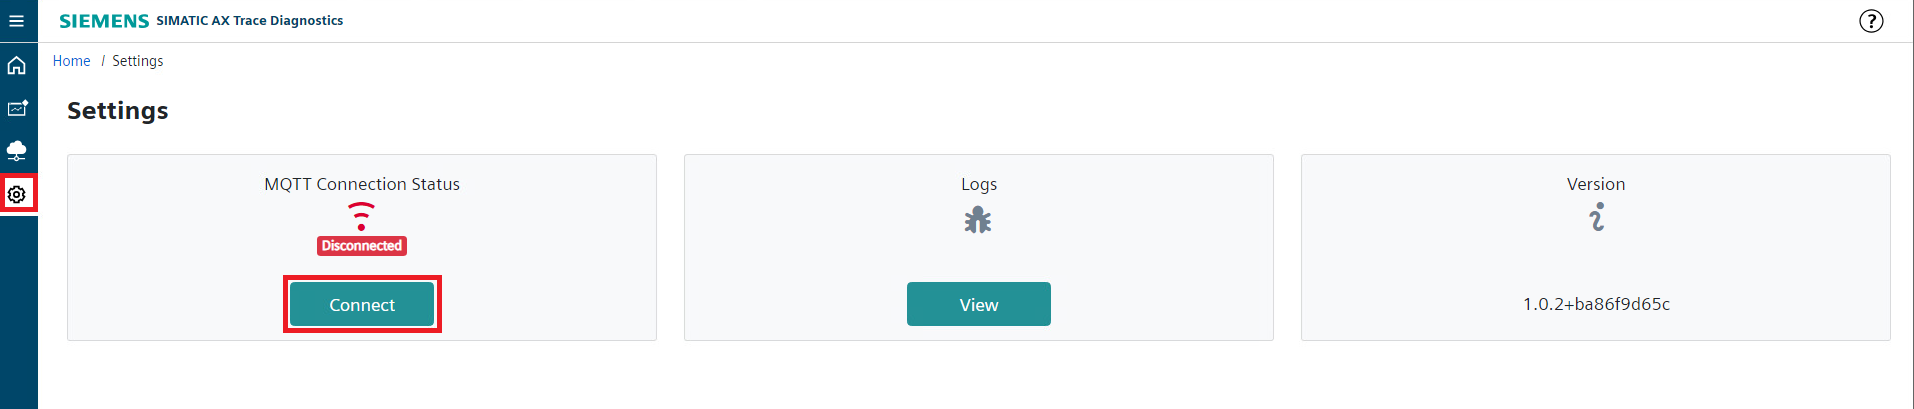 SIEMENS SIMATIC AX Trace Diagnostics
?
Home / Settings
Settings
MQTT Connection Status
Disconnected
Connect
Logs
View
Version
1.0.2+ba86f9d65c